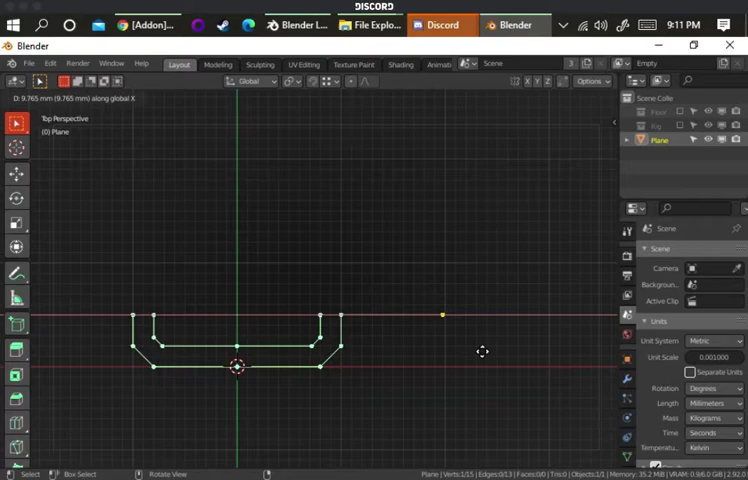 DISCORD
[Addon]...
Blender L...
File Explo...
Discord
Blender
9:11 PM
Blender
File Edit Render Window Help
Layout Modeling Sculpting UV Editing Texture Paint Shading Animat
Scene
3
Empty
Global
X Y Z
Options
D: 9.765 mm (9.765 mm) along global X
Top Perspective
(0) Plane
Scene Colle
Floor
Rig
Plane
Scene
Scene
Camera
Backgroun..
Active Clip
Units
Unit System Metric
Unit Scale 0.001000
Separate Units
Rotation Degrees
Length Millimeters
Mass Kilograms
Time Seconds
Temperatu.. Kelvin
Select Box Select Rotate View
Plane | Verts:1/15 | Edges:0/13 | Faces:0/0 | Tris:0 | Objects:1/1 | Memory: 35.2 MiB | VRAM: 0.9/6.0 GiB | 2.92.0